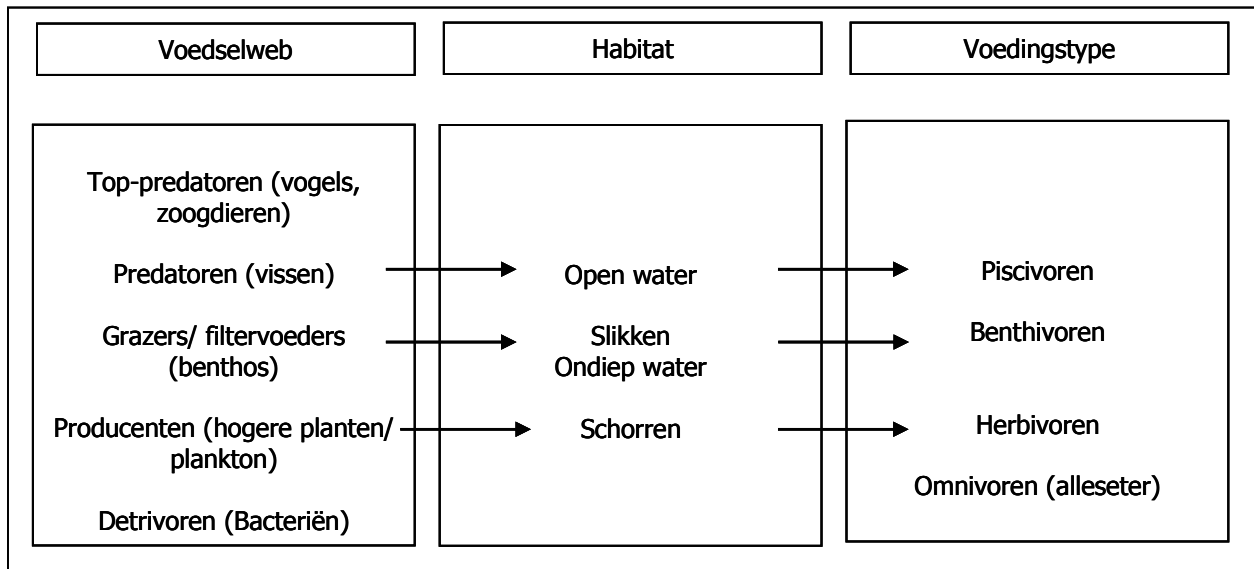 Voedselweb
Habitat
Voedingstype
Top-predatoren (vogels,
zoogdieren)
Predatoren (vissen)
Grazers/ filtervoeders
(benthos)
Producenten (hogere planten/
plankton)
Detrivoren (Bacteriën)
Open water
Slikken
Ondiep water
Schorren
Piscivoren
Benthivoren
Herbivoren
Omnivoren (alleseter)